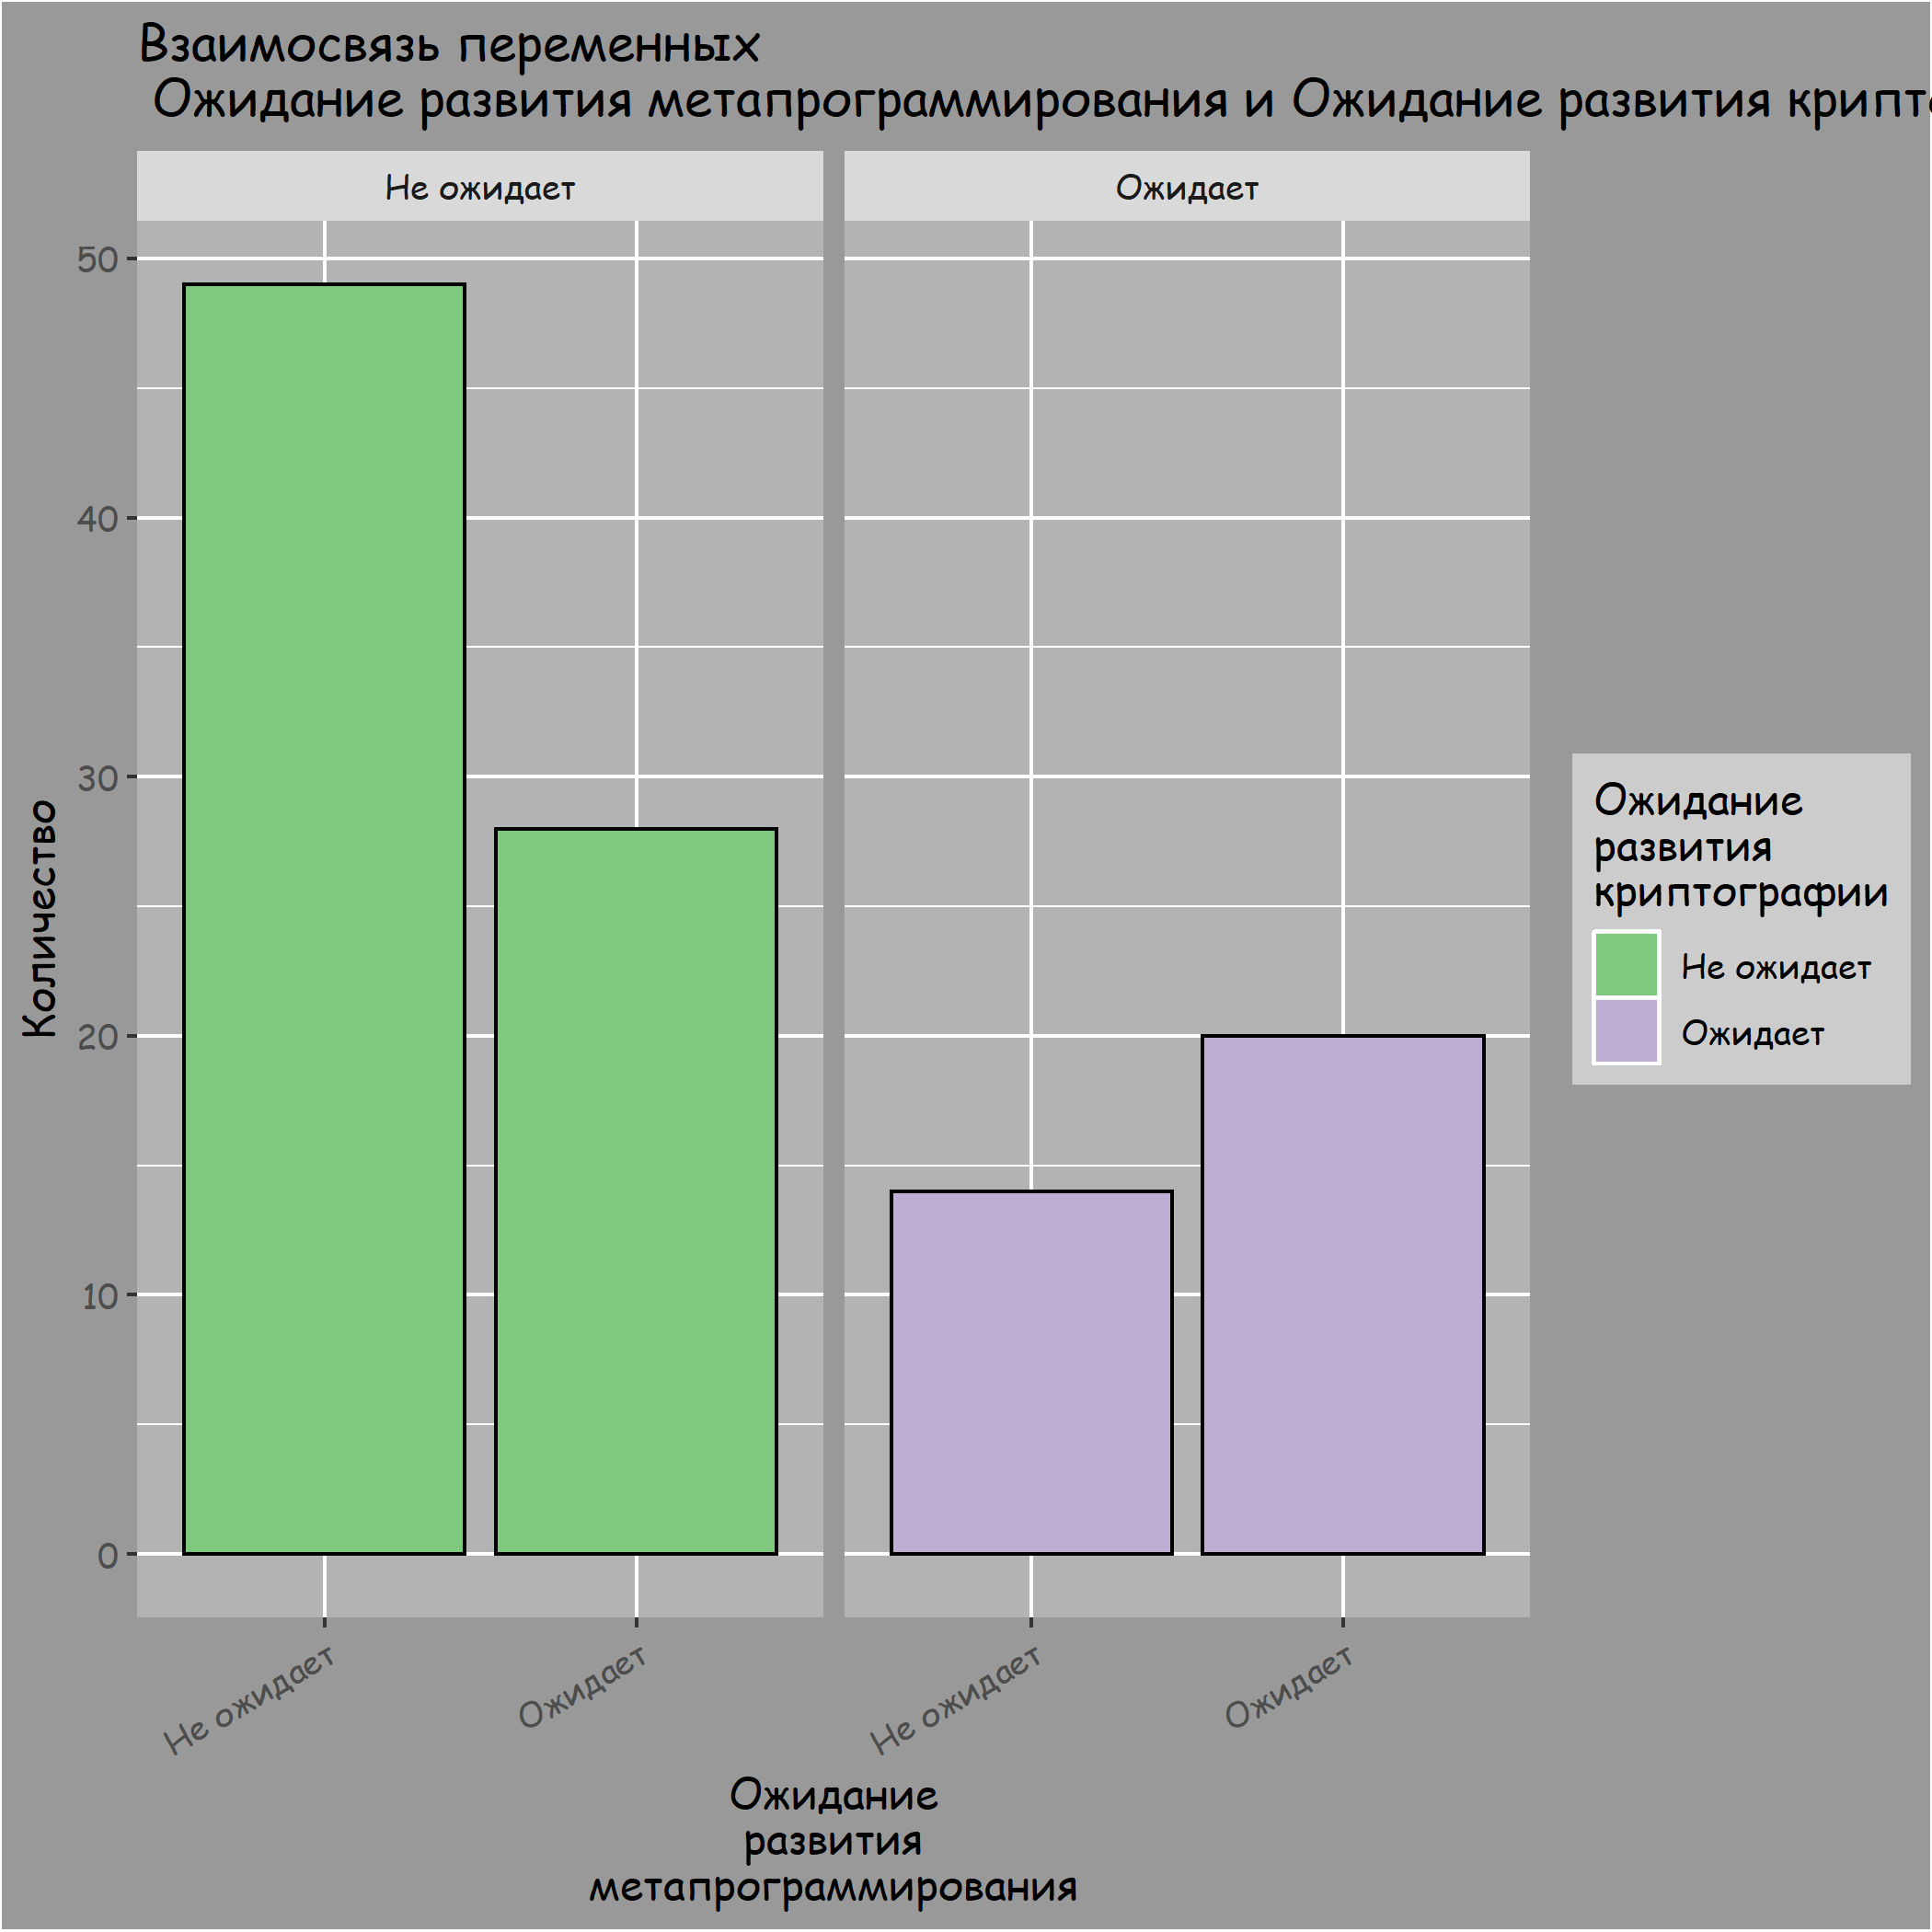 Взаимосвязь переменных
Ожидание развития метапрограммирования и Ожидание развития
Не ожидает
Ожидает
50
40
30
20
10
0
Количество
Не ожидает
Ожидает
Не ожидает
Ожидает
Ожидание
развития
метапрограммирования
Ожидание
развития
криптографии
Не ожидает
Ожидает